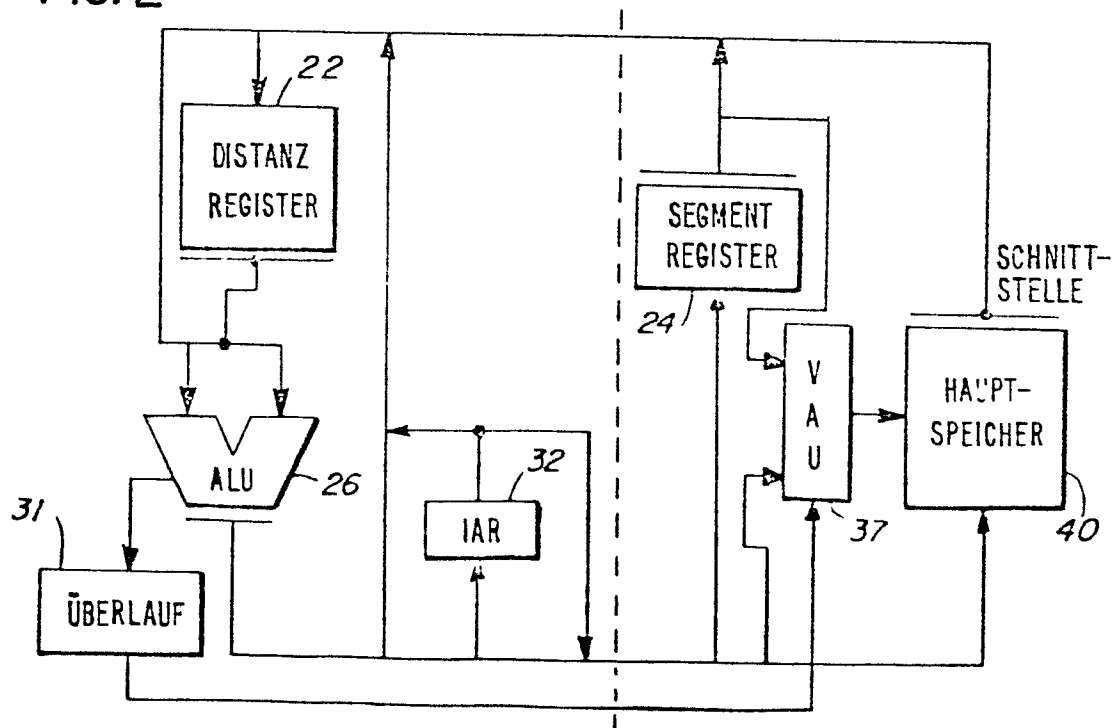 22
DISTANZ
REGISTER
SEGMENT
REGISTER
24
SCHNITT-
STELLE
V
A
U
37
HAUPT-
SPEICHER
40
ALU
26
32
IAR
31
ÜBERLAUF